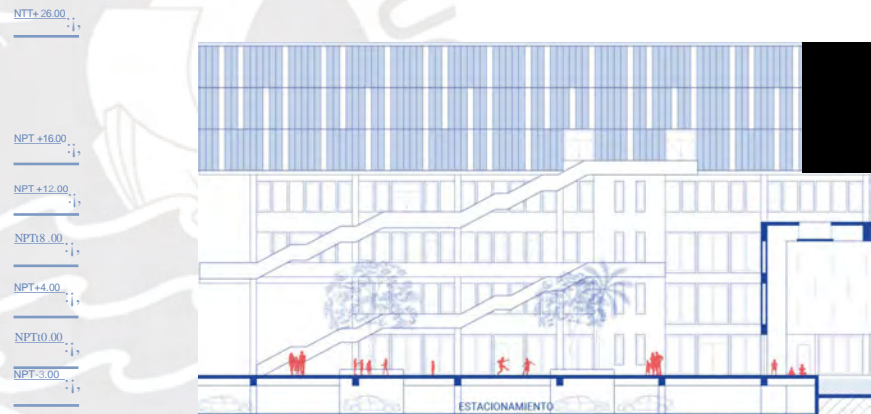 NTT+ 26.00
NPT +16.00
NPT +12.00
NPTt8 .00
NPT+4.00
NPTt0.00
NPT-3.00
ESTACIONAMIENTO